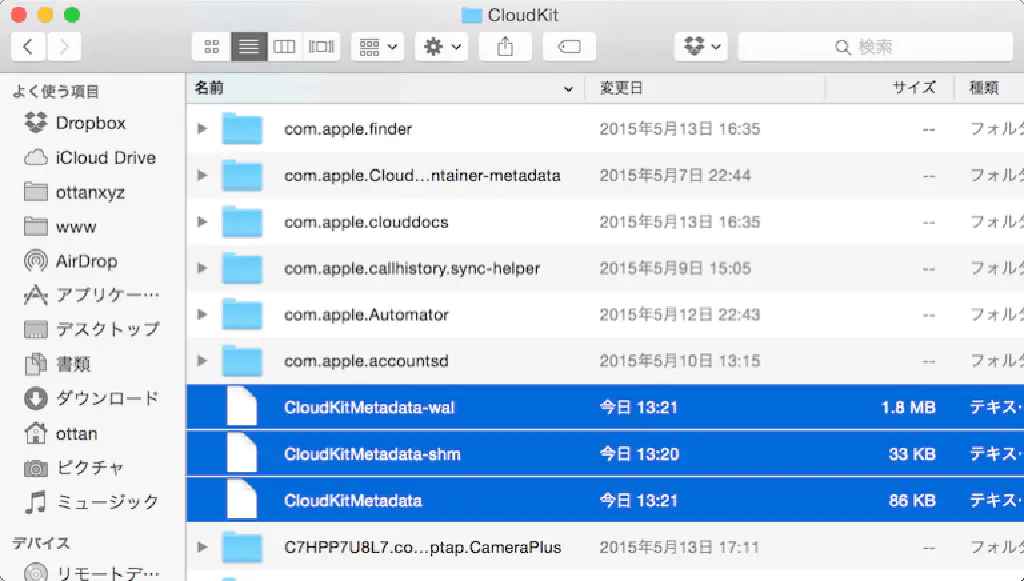 CloudKit
検索
よく使う項目
Dropbox
iCloud Drive
ottanxyz
www
AirDrop
アプリケー…
デスクトップ
書類
ダウンロード
ottan
ピクチャ
ミュージック
デバイス
リモートデ…
名前 変更日 サイズ 種類
com.apple.finder 2015年5月13日 16:35 -- フォルダ
com.apple.Cloud…ntainer-metadata 2015年5月7日 22:44 -- フォルダ
com.apple.clouddocs 2015年5月13日 16:35 -- フォルダ
com.apple.callhistory.sync-helper 2015年5月9日 15:05 -- フォルダ
com.apple.Automator 2015年5月12日 22:43 -- フォルダ
com.apple.accountsd 2015年5月10日 13:15 -- フォルダ
CloudKitMetadata-wal 今日 13:21 1.8 MB テキス…
CloudKitMetadata-shm 今日 13:20 33 KB テキス…
CloudKitMetadata 今日 13:21 86 KB テキス…
C7HPP7U8L7.co…ptap.CameraPlus 2015年5月13日 17:11 -- フォルダ